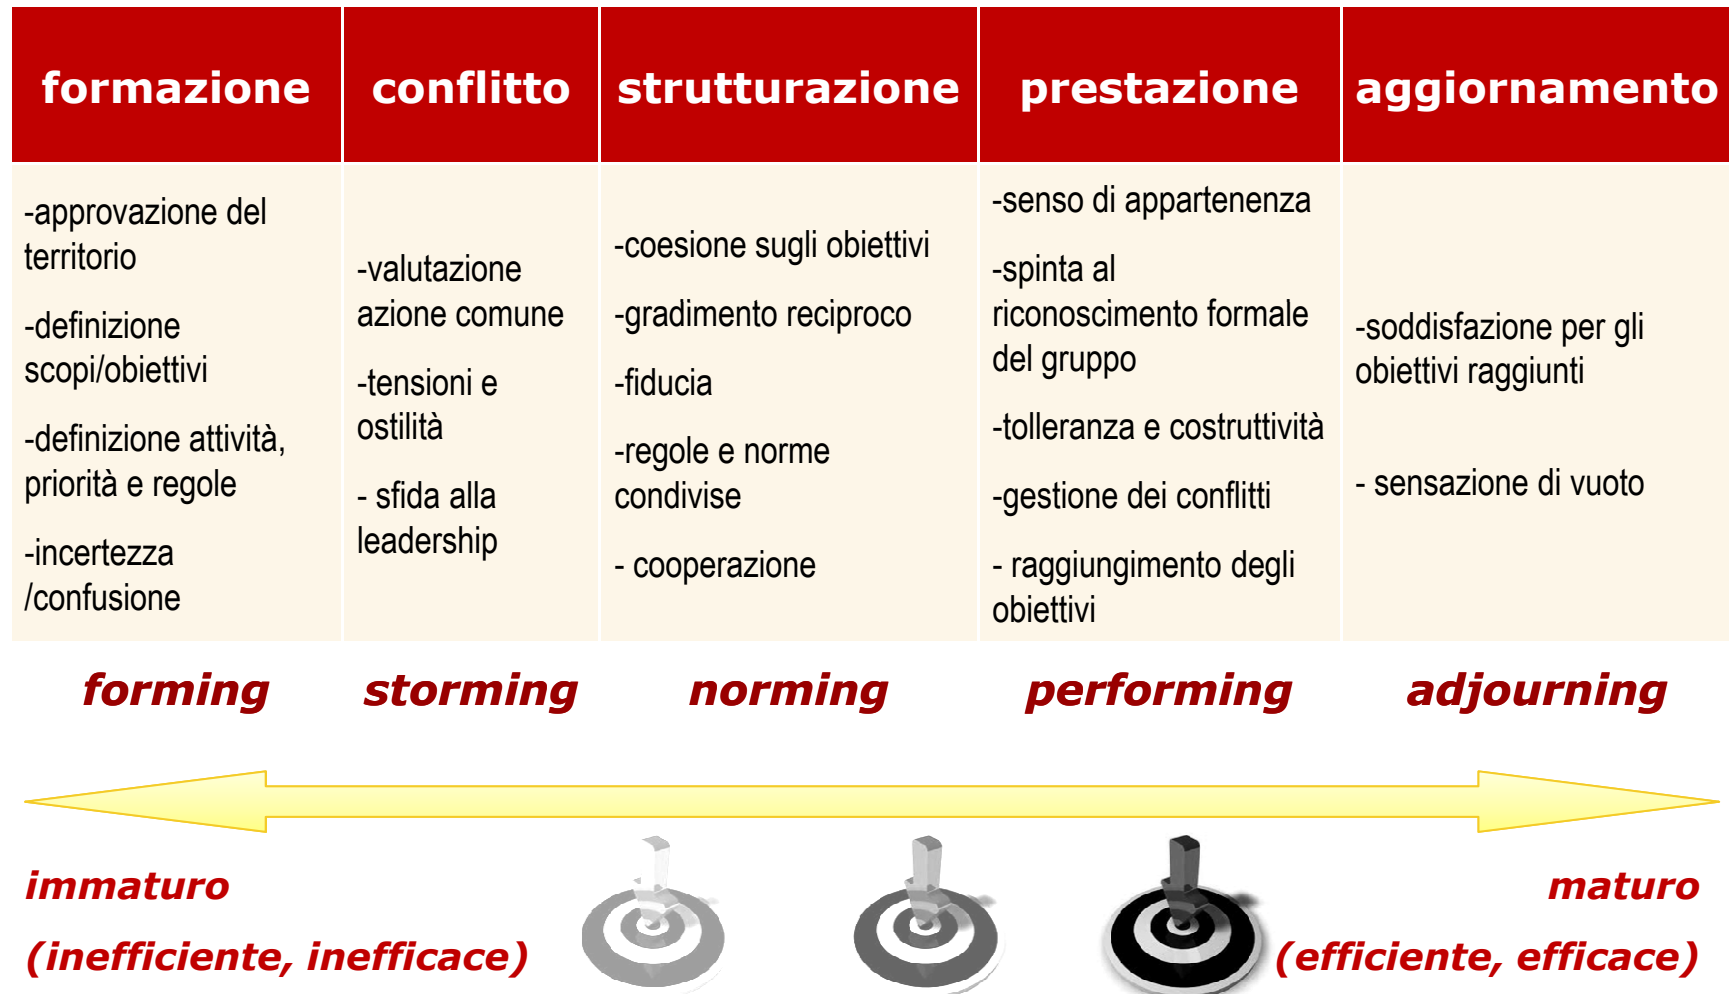 formazione
conflitto
strutturazione
prestazione
aggiornamento
-approvazione del
territorio
-definizione
scopi/obiettivi
-definizione attività,
priorità e regole
-incertezza
/confusione
-valutazione
azione comune
-tensioni e
ostilità
- sfida alla
leadership
-coesione sugli obiettivi
-gradimento reciproco
-fiducia
-regole e norme
condivise
- cooperazione
-senso di appartenenza
-spinta al
riconoscimento formale
del gruppo
-tolleranza e costruttività
-gestione dei conflitti
- raggiungimento degli
obiettivi
-soddisfazione per gli
obiettivi raggiunti
- sensazione di vuoto
forming
storming
norming
performing
adjourning
immaturo
(inefficiente, inefficace)
maturo
(efficiente, efficace)